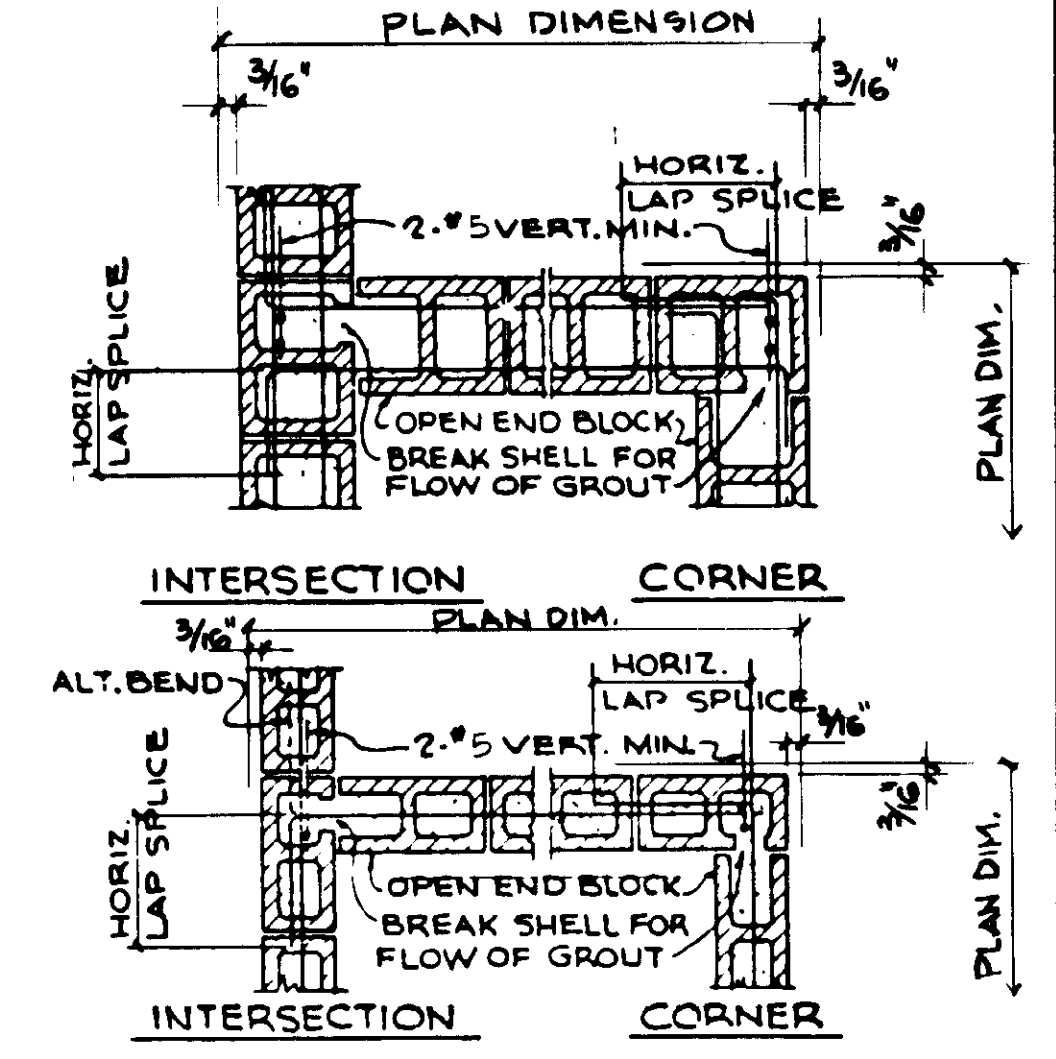 PLAN DIMENSION
3/16"
3/16"
HORIZ.
LAP SPLICE
2-#5 VERT. MIN.
3/16"
HORIZ.
LAP SPLICE
PLAN DIM.
OPEN END BLOCK
BREAK SHELL FOR
FLOW OF GROUT
INTERSECTION
CORNER
PLAN DIM.
3/16"
HORIZ.
ALT. BEND
LAP SPLICE
3/16"
2-#5 VERT. MIN.
3/16"
HORIZ.
LAP SPLICE
PLAN DIM.
OPEN END BLOCK
BREAK SHELL FOR
FLOW OF GROUT
INTERSECTION
CORNER